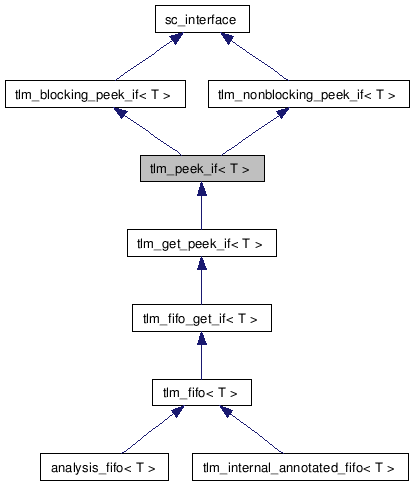 sc_interface
tlm_blocking_peek_if< T >
tlm_nonblocking_peek_if< T >
tlm_peek_if< T >
tlm_get_peek_if< T >
tlm_fifo_get_if< T >
tlm_fifo< T >
analysis_fifo< T >
tlm_internal_annotated_fifo< T >